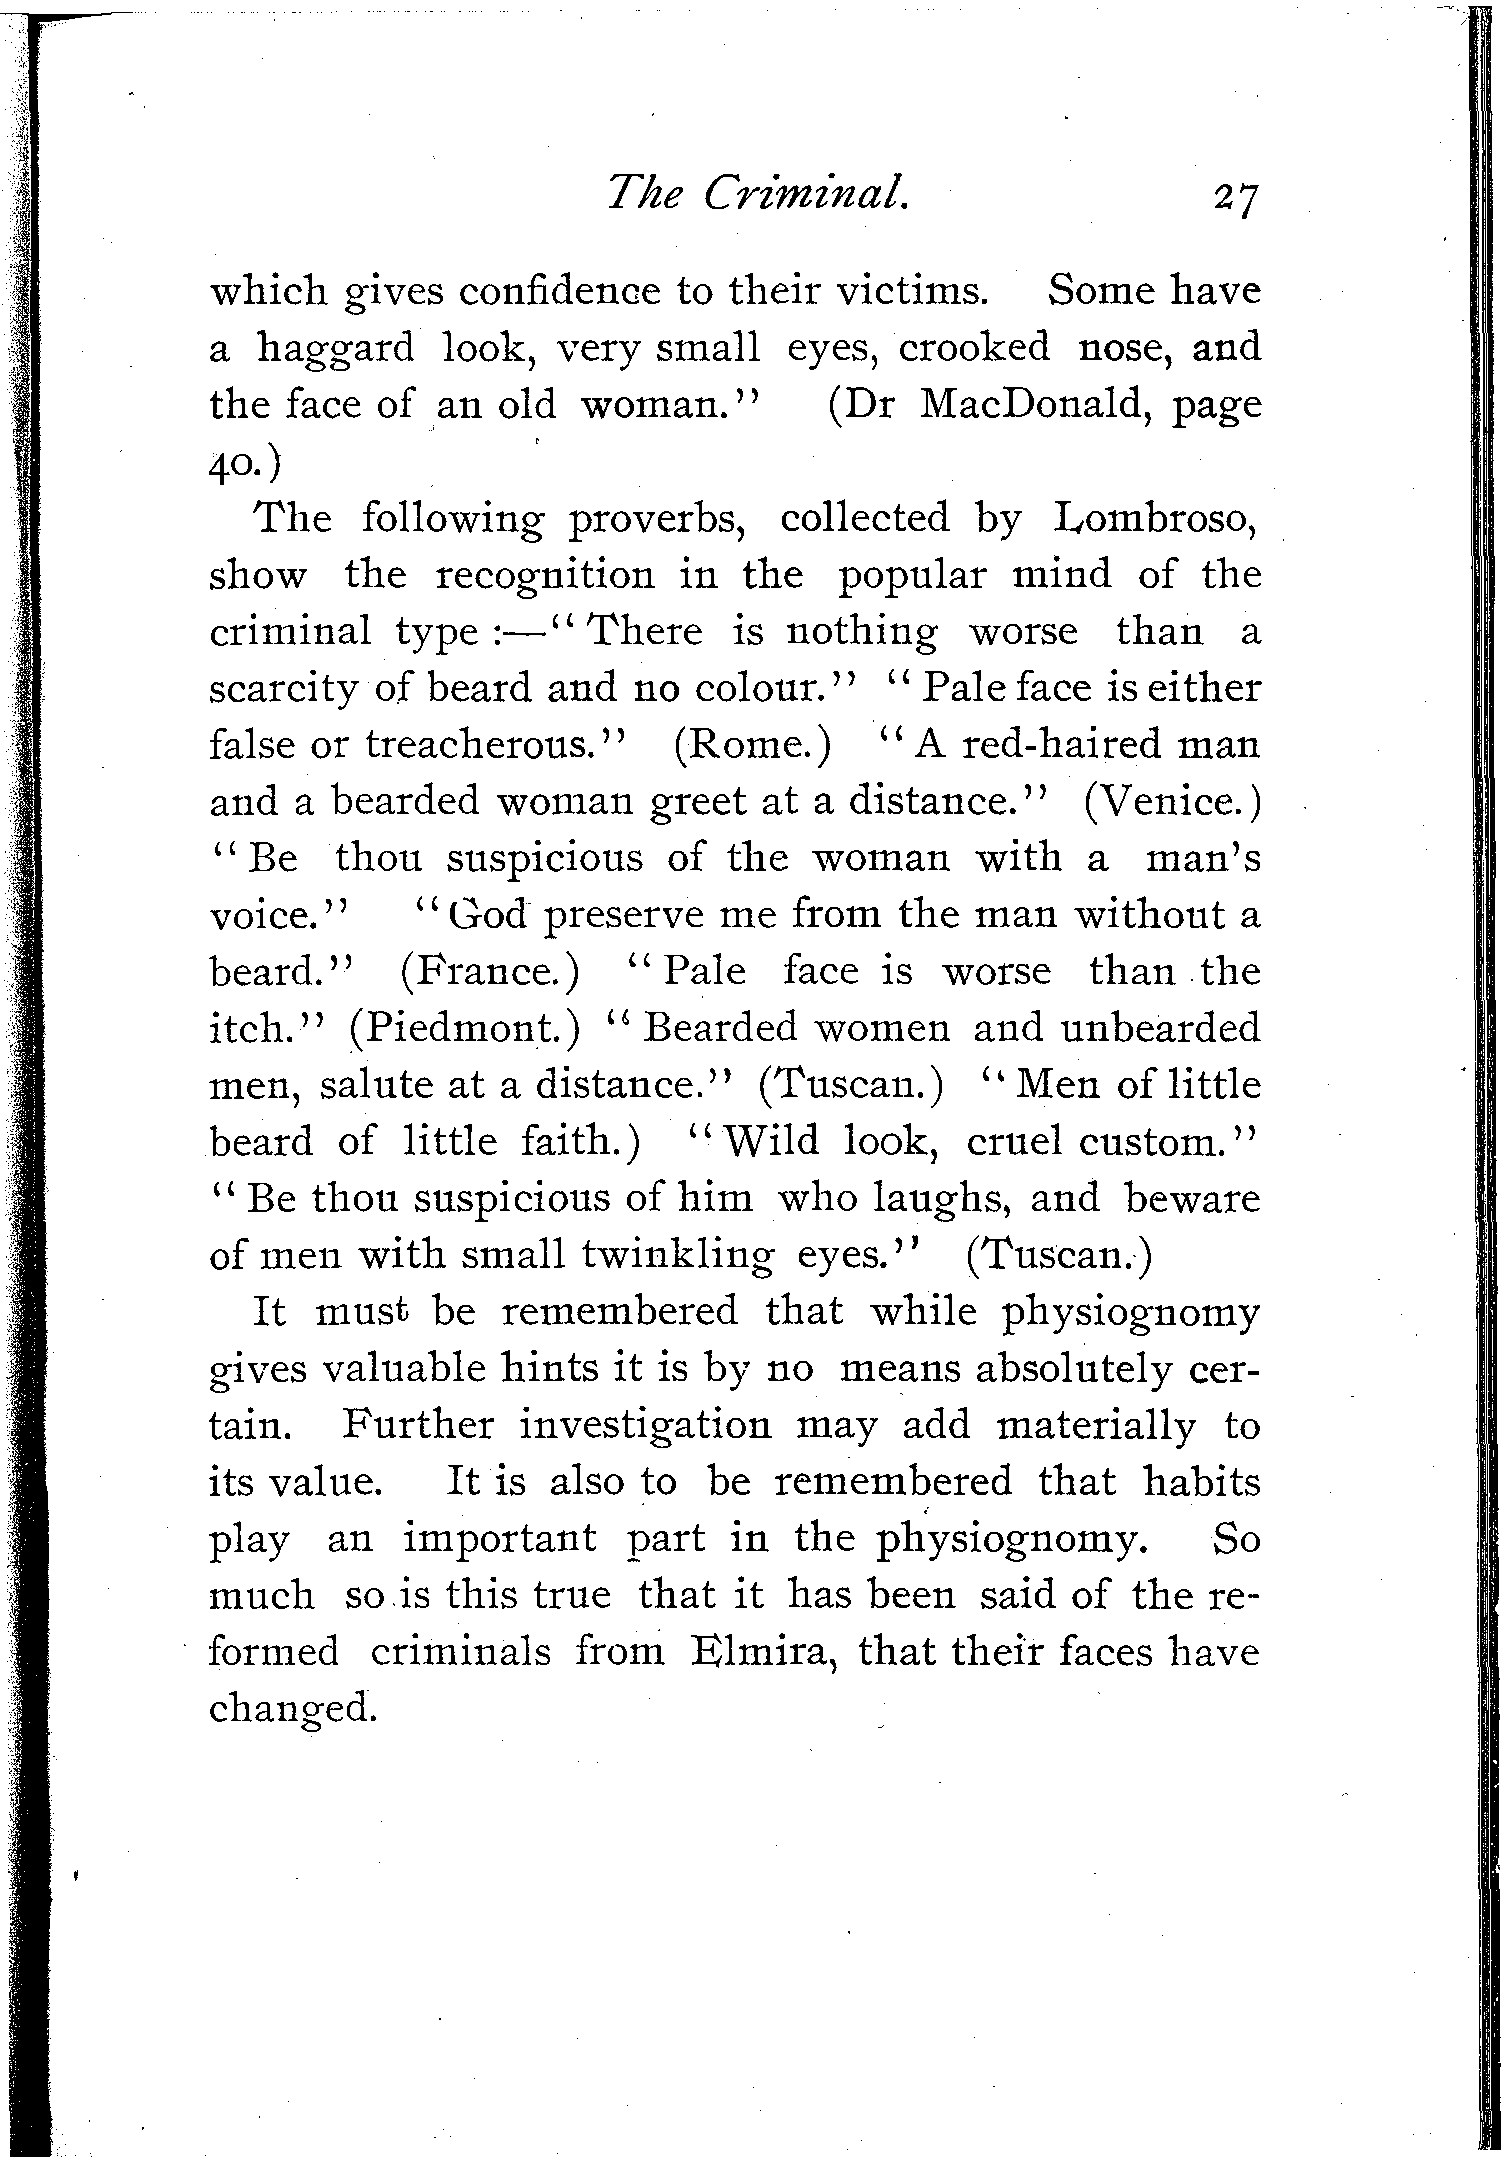 The Criminal. 27
which gives confidence to their victims. Some have
a haggard look, very small eyes, crooked nose, and
the face of an old woman." (Dr MacDonald, page
40.)
The following proverbs, collected by Lombroso,
show the recognition in the popular mind of the
criminal type :—" There is nothing worse than a
scarcity of beard and no colour." " Pale face is either
false or treacherous." (Rome.) " A red-haired man
and a bearded woman greet at a distance." (Venice.)
" Be thou suspicious of the woman with a man's
voice." " God preserve me from the man without a
beard." (France.) " Pale face is worse than the
itch." (Piedmont.) " Bearded women and unbearded
men, salute at a distance." (Tuscan.) " Men of little
beard of little faith.) " Wild look, cruel custom."
" Be thou suspicious of him who laughs, and beware
of men with small twinkling eyes." (Tuscan.)
It must be remembered that while physiognomy
gives valuable hints it is by no means absolutely cer-
tain. Further investigation may add materially to
its value. It is also to be remembered that habits
play an important part in the physiognomy. So
much so is this true that it has been said of the re-
formed criminals from Elmira, that their faces have
changed.